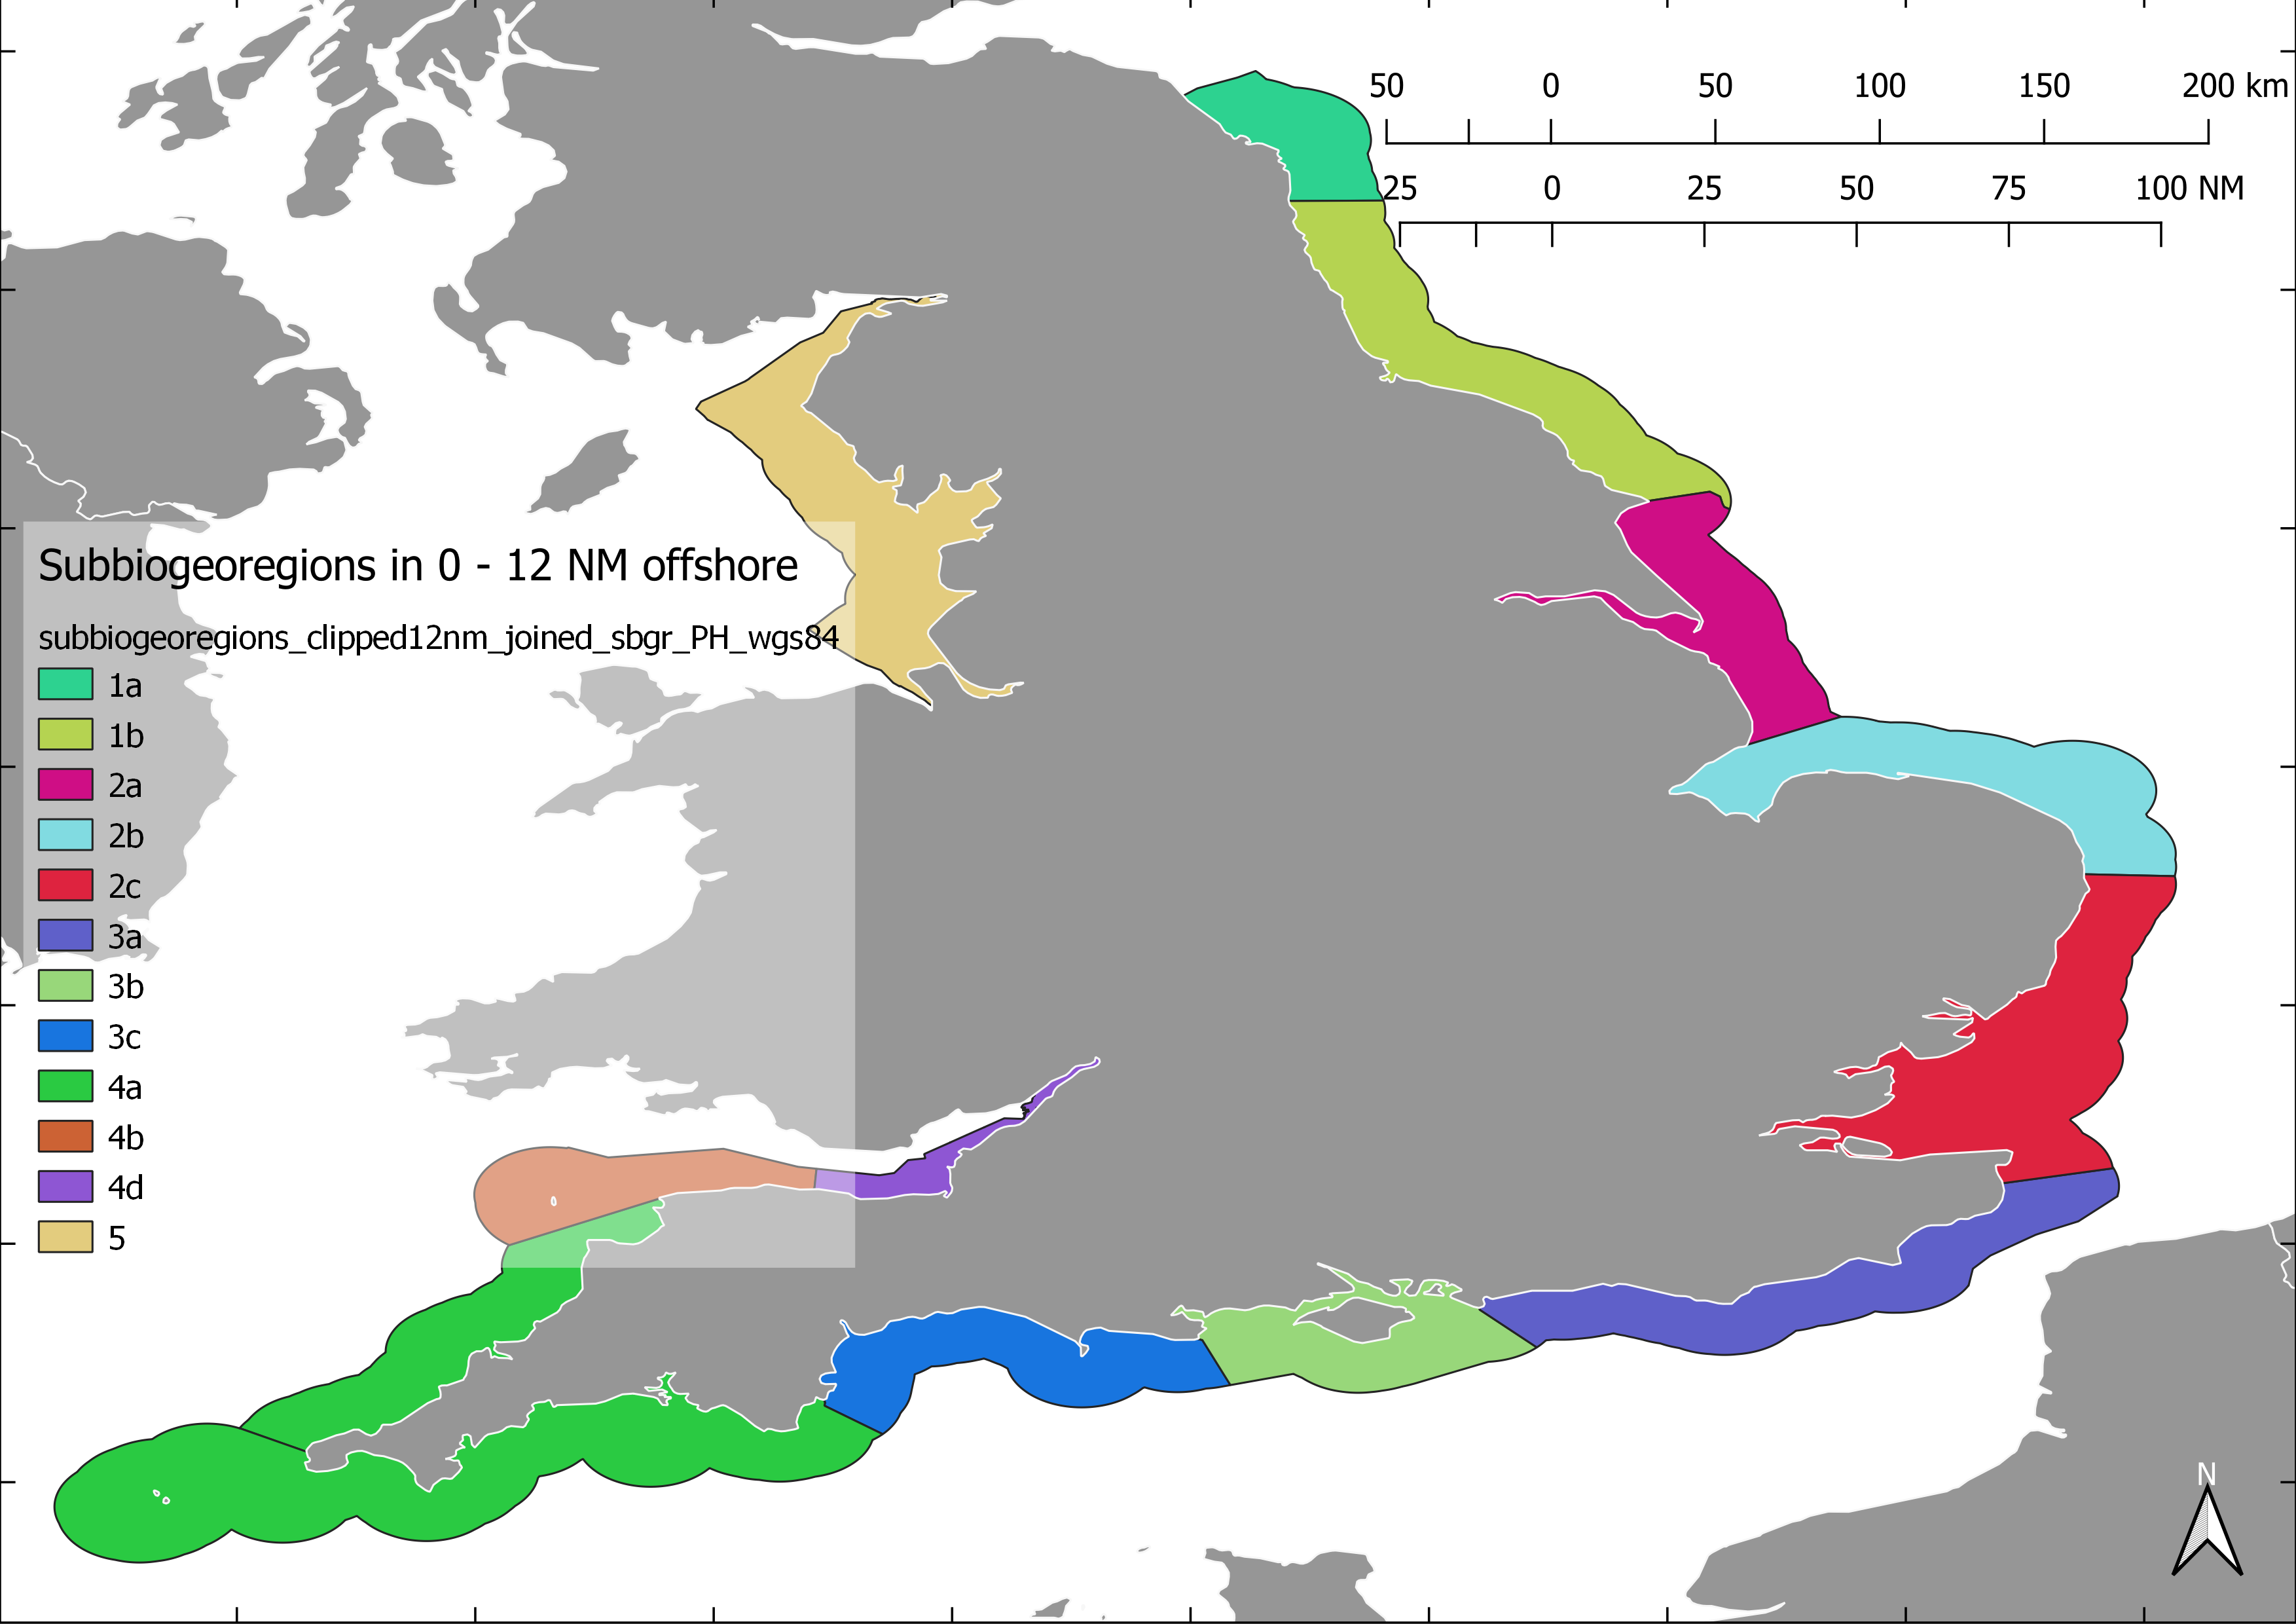 50 0 50 100 150 200 km
25 0 25 50 75 100 NM
Subbiogeoregions in 0 - 12 NM offshore
subbiogeoregions_clipped12nm_joined_sbgr_PH_wgs84
1a
1b
2a
2b
2c
3a
3b
3c
4a
4b
4d
5
N